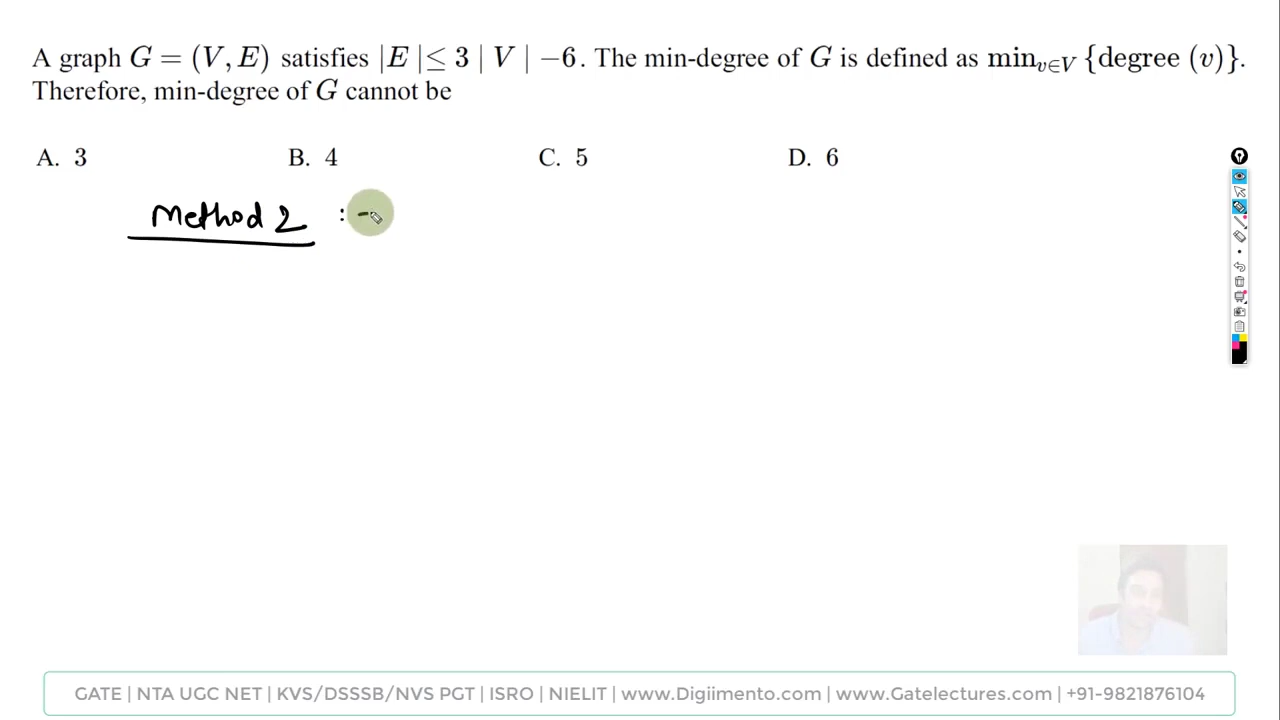 A graph G = (V, E) satisfies |E| ≤ 3 | V | −6. The min-degree of G is defined as min_{v∈V} {degree (v)}.
Therefore, min-degree of G cannot be
A. 3 B. 4 C. 5 D. 6
Method 2 : -
GATE | NTA UGC NET | KVS/DSSSB/NVS PGT | ISRO | NIELIT | www.Digiimento.com | www.Gatelectures.com | +91-9821876104